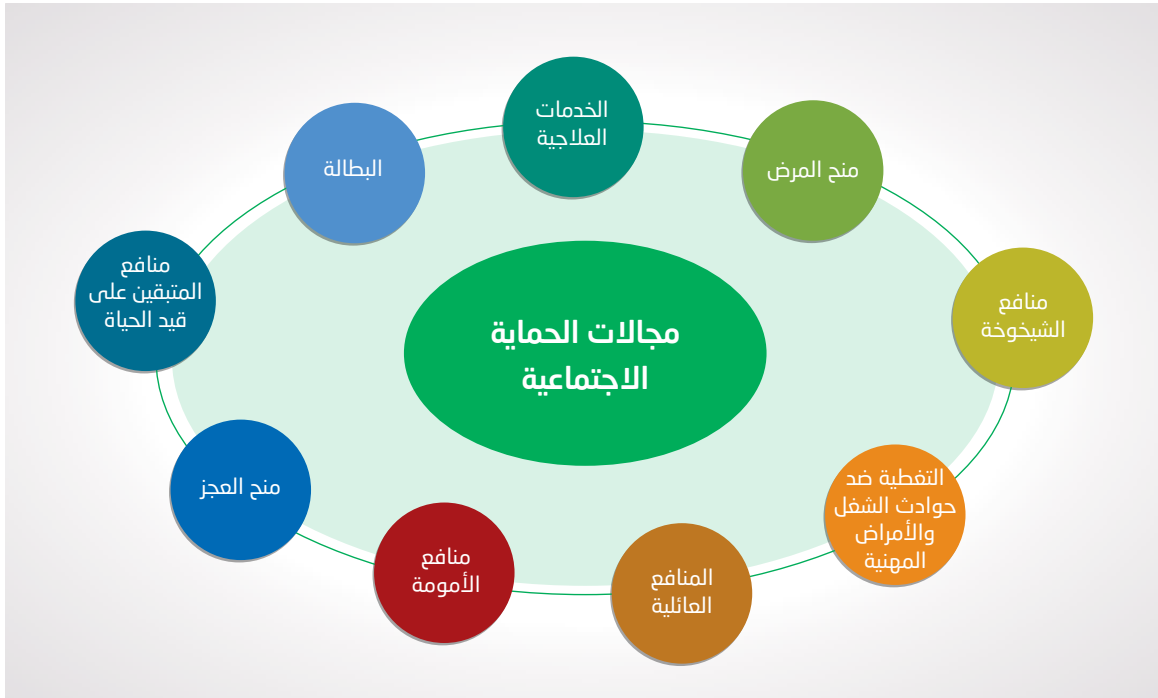 مجالات الحماية
الاجتماعية
الخدمات
العلاجية
منح المرض
منافع
الشيخوخة
التغطية ضد
حوادث الشغل
والأمراض
المهنية
المنافع
العائلية
منافع
الأمومة
منح العجز
منافع
المتبقين على
قيد الحياة
البطالة